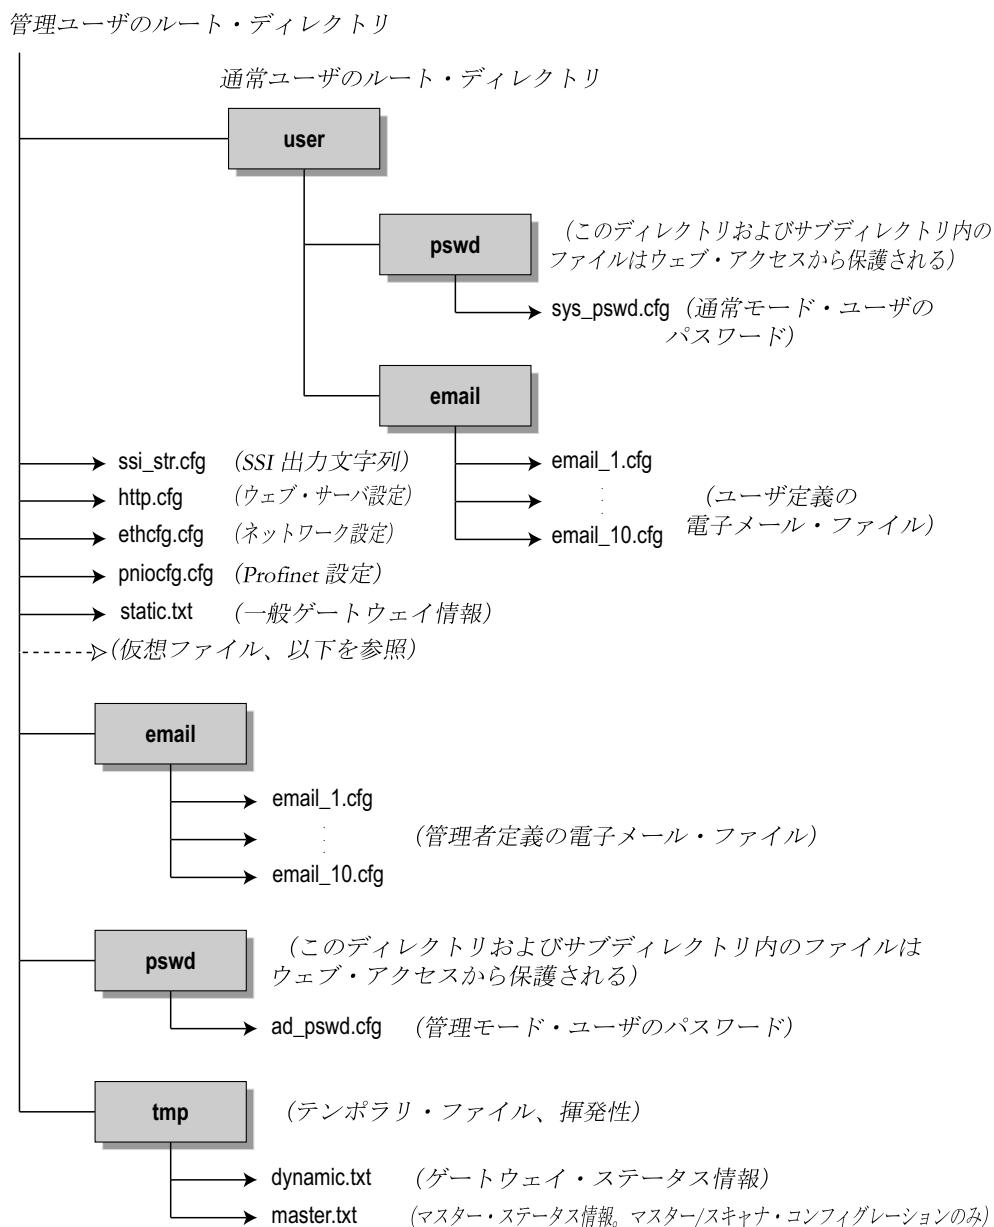 管理ユーザのルート・ディレクトリ
通常ユーザのルート・ディレクトリ
user
pswd
（このディレクトリおよびサブディレクトリ内の
ファイルはウェブ・アクセスから保護される）
sys_pswd.cfg （通常モード・ユーザの
パスワード）
email
email_1.cfg
（ユーザ定義の
電子メール・ファイル）
email_10.cfg
ssi_str.cfg （SSI 出力文字列）
http.cfg （ウェブ・サーバ設定）
ethcfg.cfg （ネットワーク設定）
pniocfg.cfg （Profinet 設定）
static.txt （一般ゲートウェイ情報）
（仮想ファイル、以下を参照）
email
email_1.cfg
（管理者定義の電子メール・ファイル）
email_10.cfg
pswd
（このディレクトリおよびサブディレクトリ内のファイルは
ウェブ・アクセスから保護される）
ad_pswd.cfg （管理モード・ユーザのパスワード）
tmp
（テンポラリ・ファイル、揮発性）
dynamic.txt （ゲートウェイ・ステータス情報）
master.txt （マスター・ステータス情報。マスター/スキャナ・コンフィグレーションのみ）